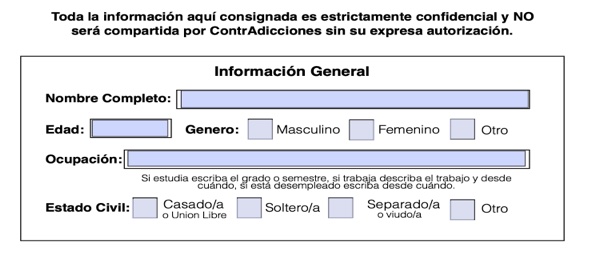 Toda la información aquí consignada es estrictamente confidencial y NO
será compartida por ContrAdicciones sin su expresa autorización.
Información General
Nombre Completo:
Edad: Genero: Masculino Femenino Otro
Ocupación:
Si estudia escriba el grado o semestre, si trabaja describa el trabajo y desde
cuándo, si está desempleado escriba desde cuándo.
Estado Civil: Casado/a Soltero/a Separado/a Otro
o Union Libre o viudo/a